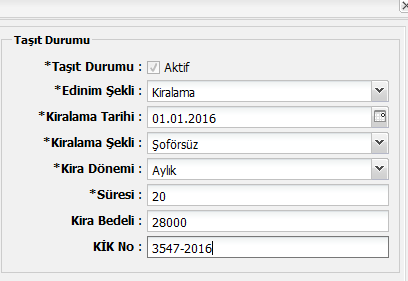 Taşıt Durumu
*Taşıt Durumu : Aktif
*Edinim Şekli : Kiralama
*Kiralama Tarihi : 01.01.2016
*Kiralama Şekli : Şoförsüz
*Kira Dönemi : Aylık
*Süresi : 20
Kira Bedeli : 28000
KİK No : 3547-2016